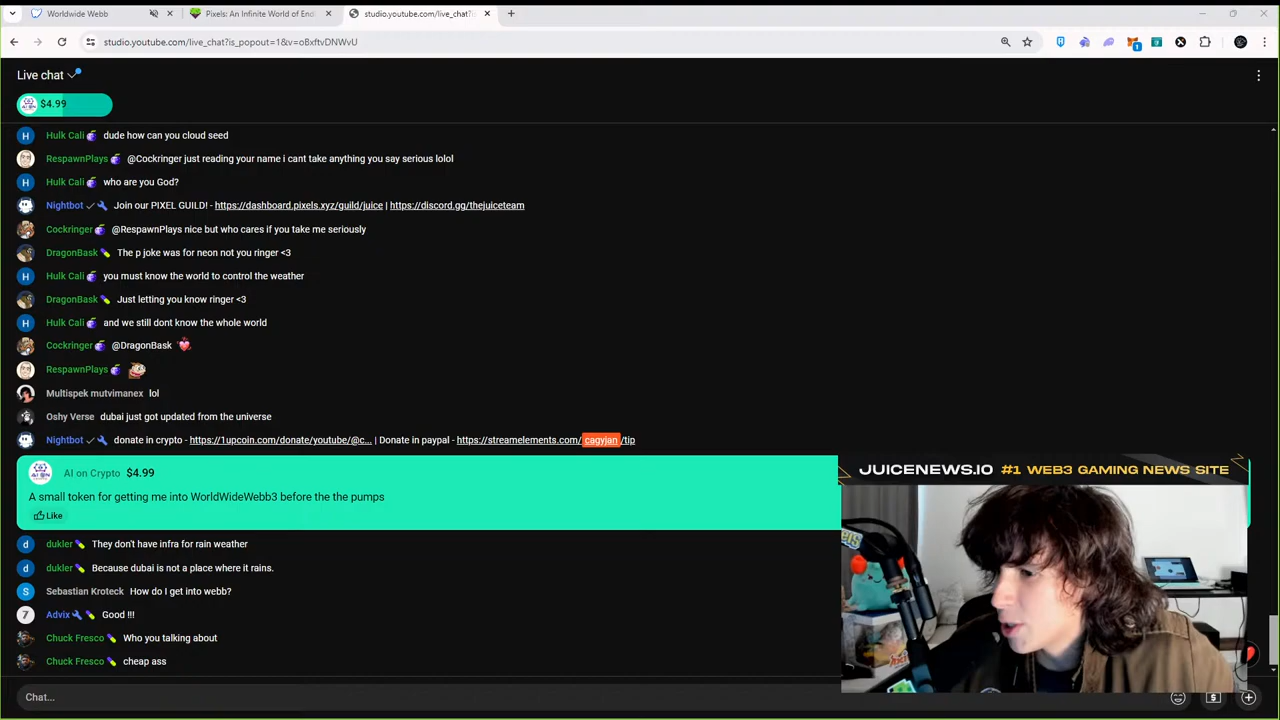 Worldwide Webb
Pixels: An Infinite World of End
studio.youtube.com/live_chat?is
studio.youtube.com/live_chat?is_popout=1&v=oBxftvDNWvU
1
Live chat
$4.99
H Hulk Cali dude how can you cloud seed
RespawnPlays @Cockringer just reading your name i cant take anything you say serious lolol
H Hulk Cali who are you God?
Nightbot Join our PIXEL GUILD! - https://dashboard.pixels.xyz/guild/juice | https://discord.gg/thejuiceteam
Cockringer @RespawnPlays nice but who cares if you take me seriously
DragonBask The p joke was for neon not you ringer <3
H Hulk Cali you must know the world to control the weather
DragonBask Just letting you know ringer <3
H Hulk Cali and we still dont know the whole world
Cockringer @DragonBask
RespawnPlays
Multispek mutvimanex lol
Oshy Verse dubai just got updated from the universe
Nightbot donate in crypto - https://1upcoin.com/donate/youtube/@c... | Donate in paypal - https://streamelements.com/cagyjan/tip
AI on Crypto $4.99
A small token for getting me into WorldWideWebb3 before the the pumps
Like
JUICENEWS.IO #1 WEB3 GAMING NEWS SITE
d dukler They don't have infra for rain weather
d dukler Because dubai is not a place where it rains.
S Sebastian Kroteck How do I get into webb?
7 Advix Good !!!
Chuck Fresco Who you talking about
Chuck Fresco cheap ass
Chat...